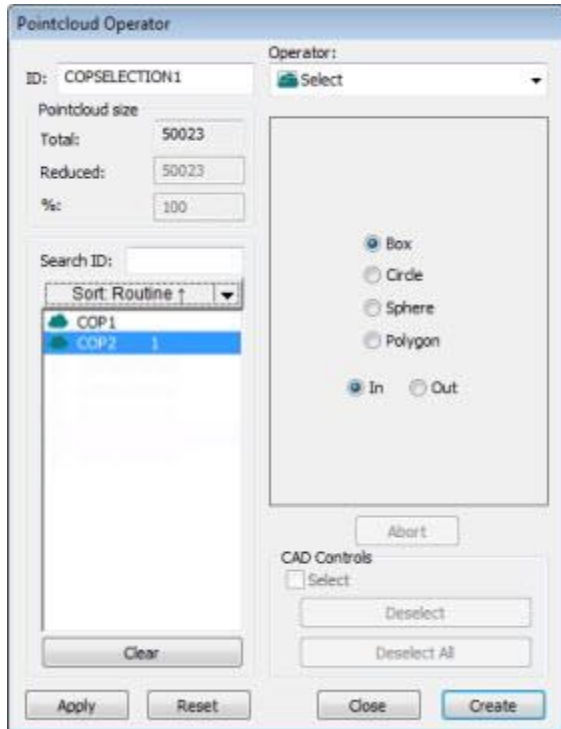 Pointcloud Operator
ID: COPSELECTION1
Operator:
Select
Pointcloud size
Total: 50023
Reduced: 50023
%: 100
Search ID:
Sort: Routine ↑
COP1
COP2 1
Clear
Box
Circle
Sphere
Polygon
In Out
Abort
CAD Controls
Select
Deselect
Deselect All
Apply Reset Close Create